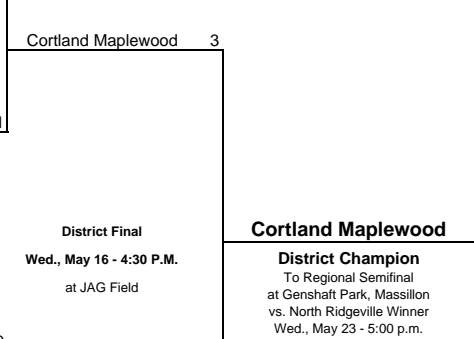 Cortland Maplewood 3
District Final
Wed., May 16 - 4:30 P.M.
at JAG Field
Cortland Maplewood
District Champion
To Regional Semifinal
at Genshaft Park, Massillon
vs. North Ridgeville Winner
Wed., May 23 - 5:00 p.m.